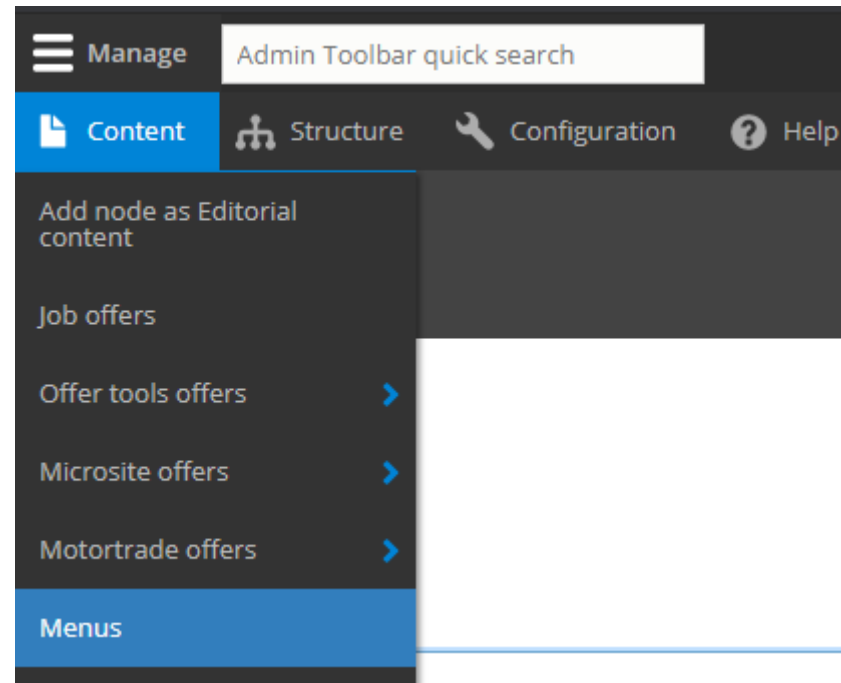 Manage
Admin Toolbar quick search
Content
Structure
Configuration
Help
Add node as Editorial
content
Job offers
Offer tools offers
Microsite offers
Motortrade offers
Menus